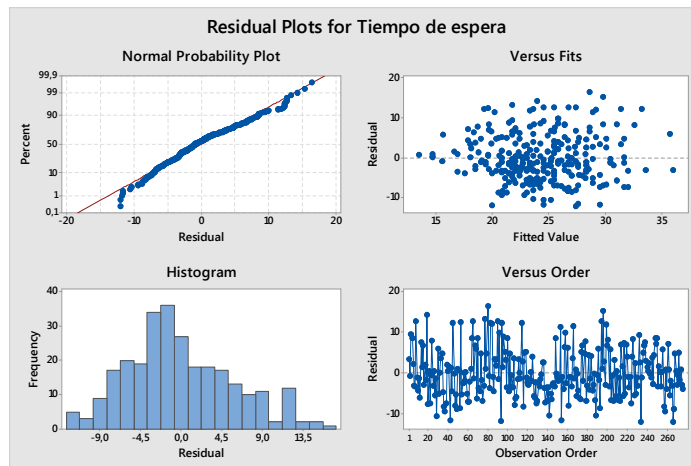 Residual Plots for Tiempo de espera
Normal Probability Plot
99,9
99
90
50
10
1
0,1
Percent
-20 -10 0 10 20
Residual
Versus Fits
20
10
0
-10
Residual
15 20 25 30 35
Fitted Value
Histogram
40
30
20
10
0
Frequency
-9,0 -4,5 0,0 4,5 9,0 13,5
Residual
Versus Order
20
10
0
-10
Residual
1 20 40 60 80 100 120 140 160 180 200 220 240 260
Observation Order